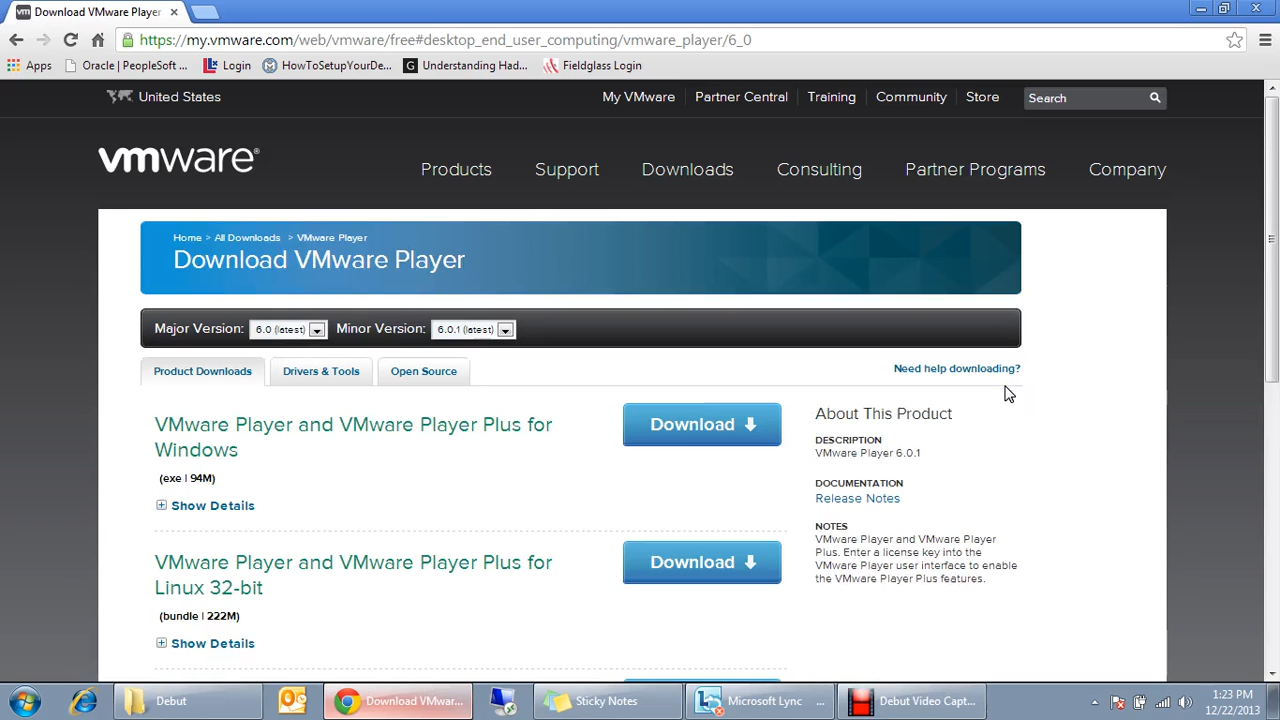 Download VMware Player
https://my.vmware.com/web/vmware/free#desktop_end_user_computing/vmware_player/6_0
Apps Oracle | PeopleSoft ... Login HowToSetupYourDe... Understanding Had... Fieldglass Login
United States My VMware Partner Central Training Community Store Search
vmware® Products Support Downloads Consulting Partner Programs Company
Home > All Downloads > VMware Player
Download VMware Player
Major Version: 6.0 (latest) Minor Version: 6.0.1 (latest)
Product Downloads Drivers & Tools Open Source Need help downloading?
VMware Player and VMware Player Plus for
Windows
Download
(exe | 94M)
Show Details
VMware Player and VMware Player Plus for
Linux 32-bit
Download
(bundle | 222M)
Show Details
About This Product
DESCRIPTION
VMware Player 6.0.1
DOCUMENTATION
Release Notes
NOTES
VMware Player and VMware Player
Plus. Enter a license key into the
VMware Player user interface to enable
the VMware Player Plus features.
Debut Download VMwar... Sticky Notes Microsoft Lync ... Debut Video Capt...
1:23 PM
12/22/2013